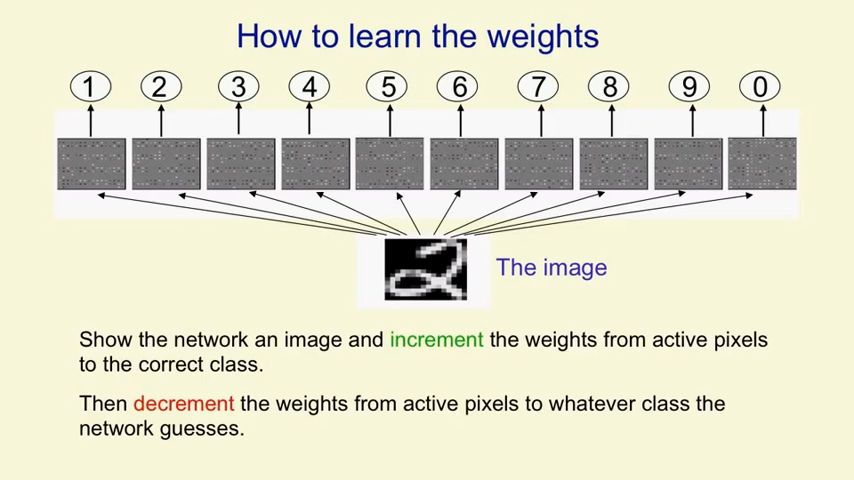 How to learn the weights
1 2 3 4 5 6 7 8 9 0
The image
Show the network an image and increment the weights from active pixels
to the correct class.
Then decrement the weights from active pixels to whatever class the
network guesses.